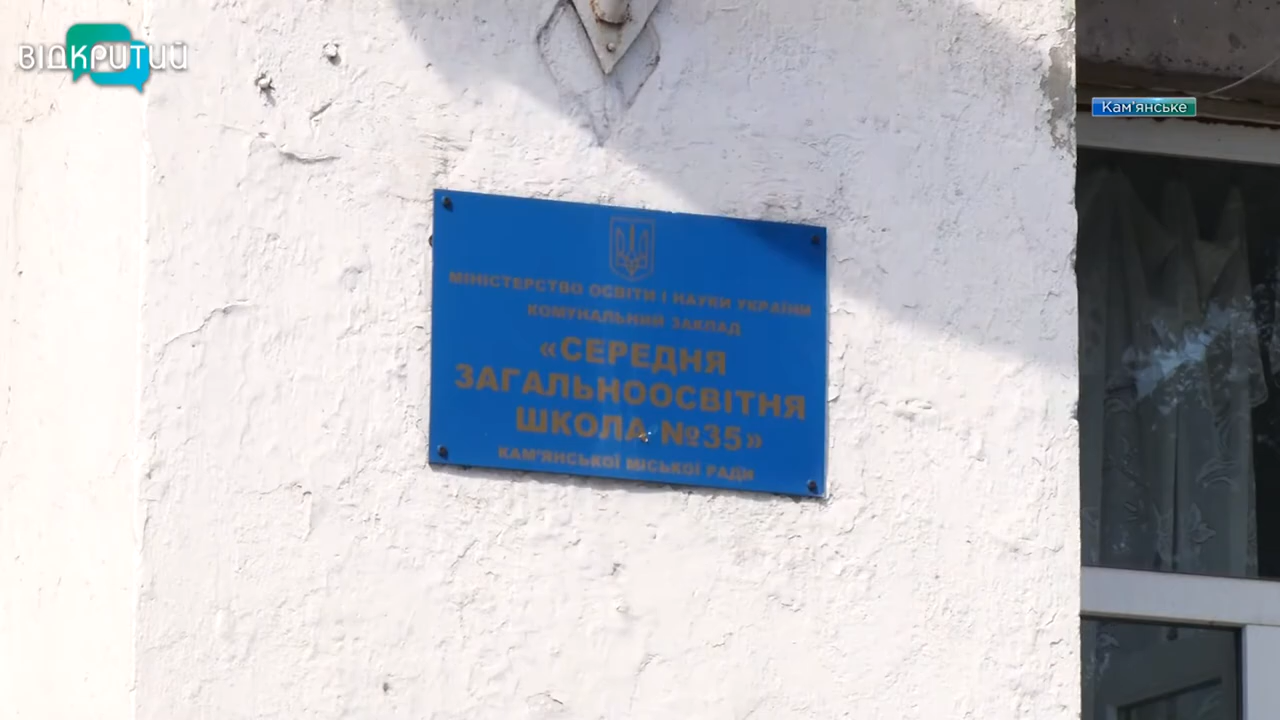 ВІДКРИТИЙ
Кам'янське
МІНІСТЕРСТВО ОСВІТИ І НАУКИ УКРАЇНИ
КОМУНАЛЬНИЙ ЗАКЛАД
«СЕРЕДНЯ
ЗАГАЛЬНООСВІТНЯ
ШКОЛА №35»
КАМ'ЯНСЬКОЇ МІСЬКОЇ РАДИ